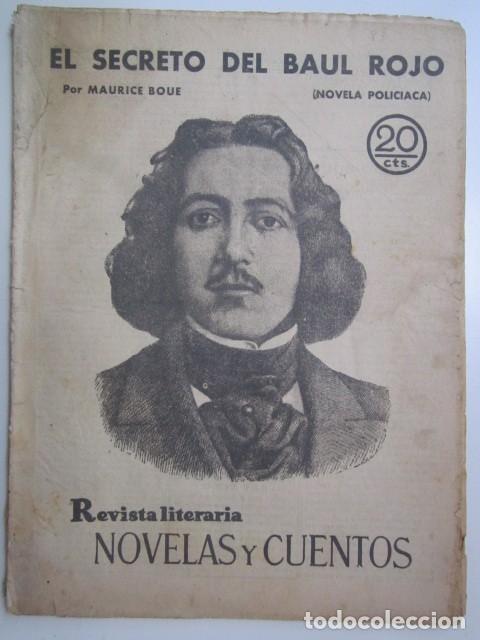 EL SECRETO DEL BAUL ROJO
Por MAURICE BOUE (NOVELA POLICIACA)
20
cts.
Revista literaria
NOVELAS Y CUENTOS
todocoleccion